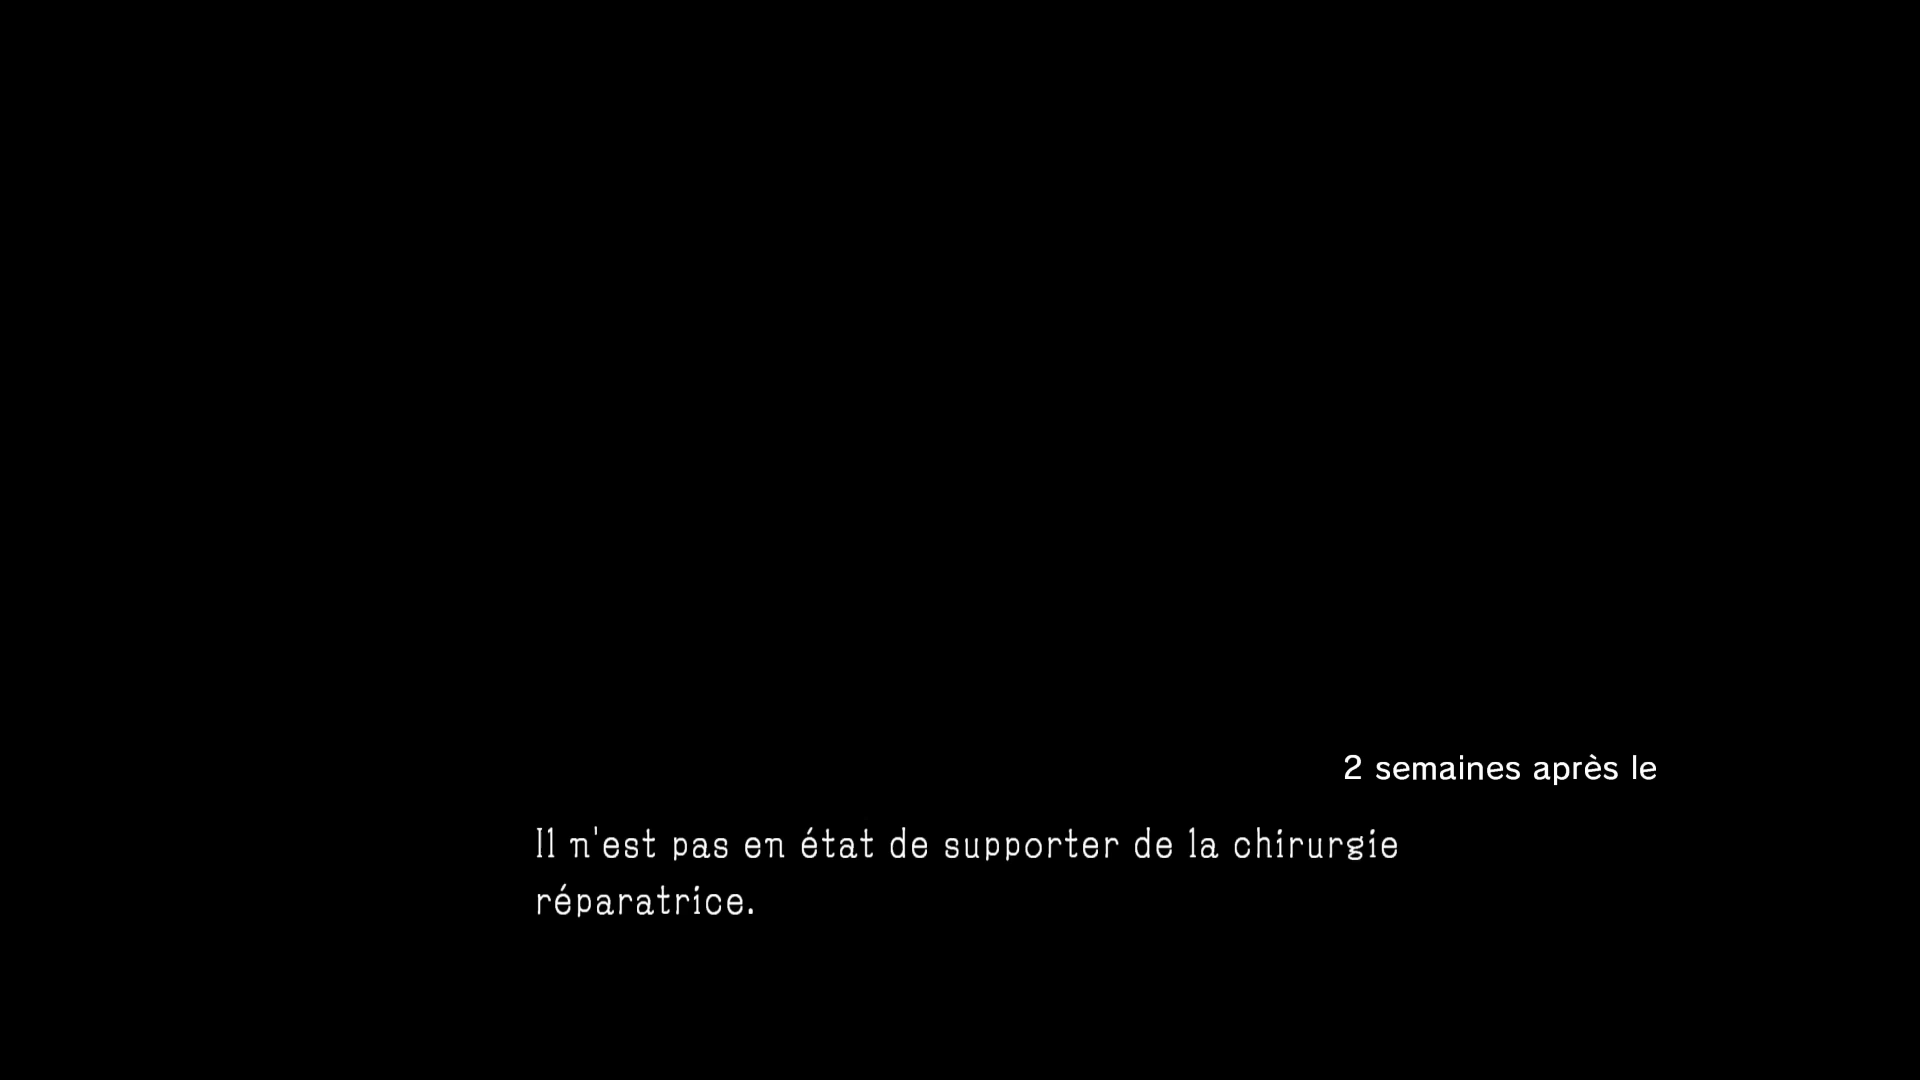 2 semaines après le
Il n'est pas en état de supporter de la chirurgie
réparatrice.